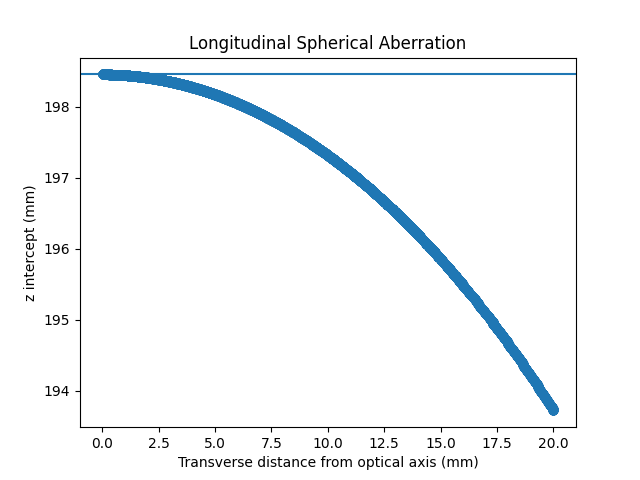 Longitudinal Spherical Aberration
z intercept (mm)
198
197
196
195
194
0.0 2.5 5.0 7.5 10.0 12.5 15.0 17.5 20.0
Transverse distance from optical axis (mm)